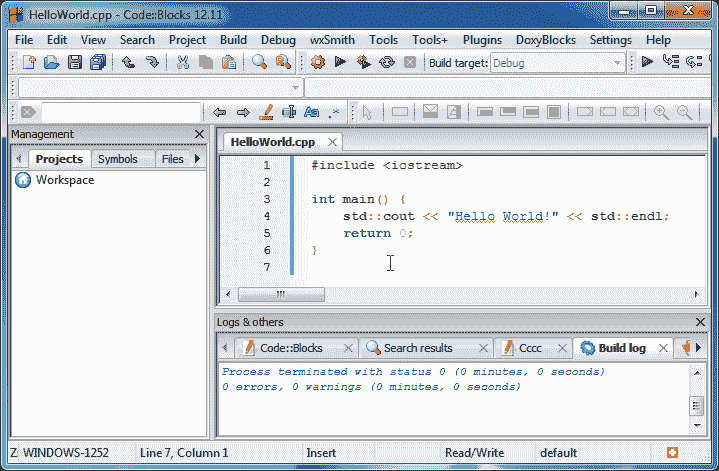 HelloWorld.cpp - Code::Blocks 12.11
File Edit View Search Project Build Debug wxSmith Tools Tools+ Plugins DoxyBlocks Settings Help
Build target: Debug
Aa .*
Management
Projects Symbols Files
Workspace
HelloWorld.cpp
1 #include <iostream>
2
3 int main() {
4 std::cout << "Hello World!" << std::endl;
5 return 0;
6 }
7
Logs & others
Code::Blocks Search results Cccc Build log
Process terminated with status 0 (0 minutes, 0 seconds)
0 errors, 0 warnings (0 minutes, 0 seconds)
Z: WINDOWS-1252 Line 7, Column 1 Insert Read/Write default